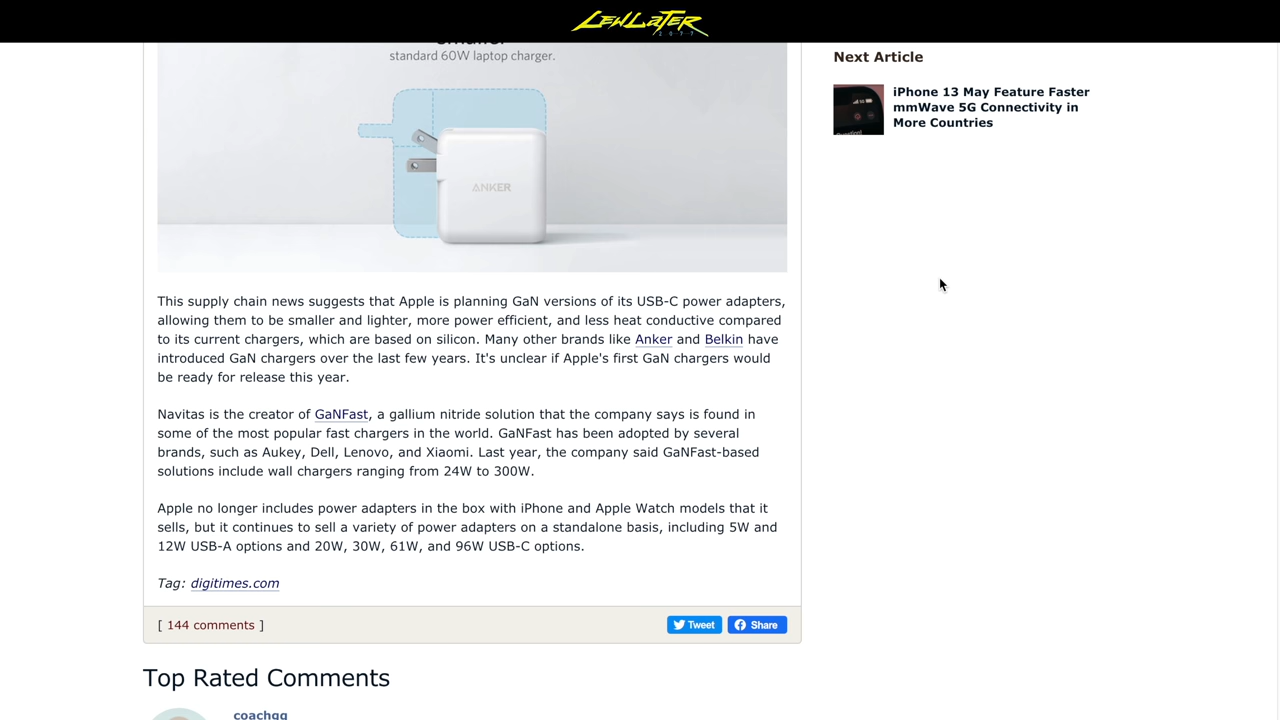 LEWLATER
2077
standard 60W laptop charger.
ANKER
This supply chain news suggests that Apple is planning GaN versions of its USB-C power adapters,
allowing them to be smaller and lighter, more power efficient, and less heat conductive compared
to its current chargers, which are based on silicon. Many other brands like Anker and Belkin have
introduced GaN chargers over the last few years. It's unclear if Apple's first GaN chargers would
be ready for release this year.
Navitas is the creator of GaNFast, a gallium nitride solution that the company says is found in
some of the most popular fast chargers in the world. GaNFast has been adopted by several
brands, such as Aukey, Dell, Lenovo, and Xiaomi. Last year, the company said GaNFast-based
solutions include wall chargers ranging from 24W to 300W.
Apple no longer includes power adapters in the box with iPhone and Apple Watch models that it
sells, but it continues to sell a variety of power adapters on a standalone basis, including 5W and
12W USB-A options and 20W, 30W, 61W, and 96W USB-C options.
Tag: digitimes.com
[ 144 comments ]
Tweet
Share
Top Rated Comments
coachgq
Next Article
iPhone 13 May Feature Faster
mmWave 5G Connectivity in
More Countries